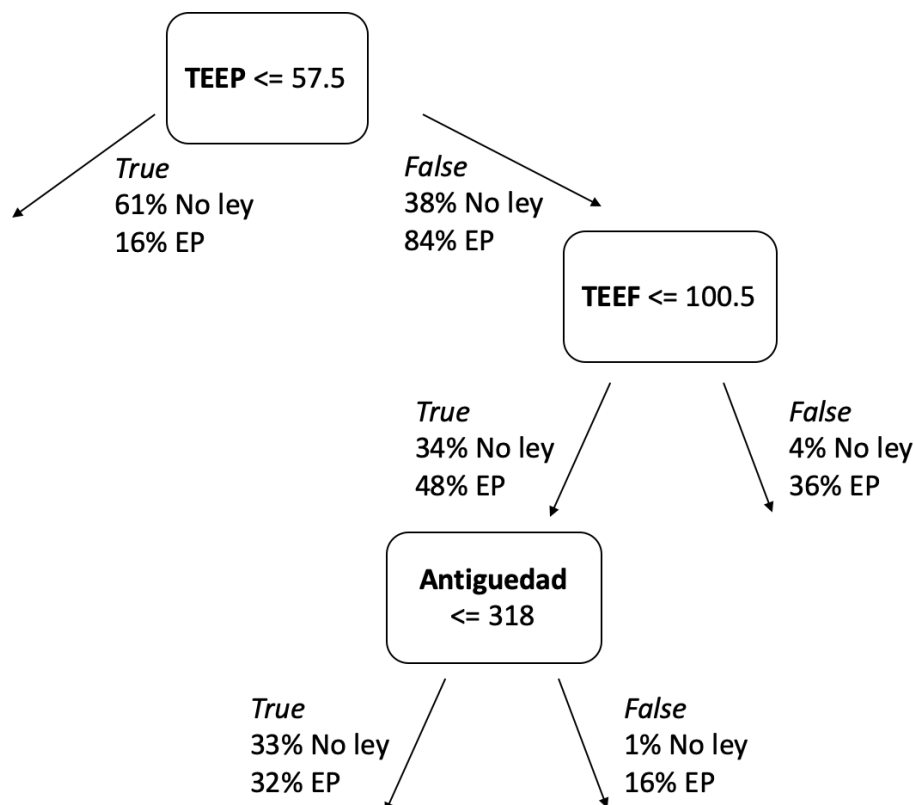 TEEP <= 57.5
True
61% No ley
16% EP
False
38% No ley
84% EP
TEEF <= 100.5
True
34% No ley
48% EP
False
4% No ley
36% EP
Antiguedad
<= 318
True
33% No ley
32% EP
False
1% No ley
16% EP